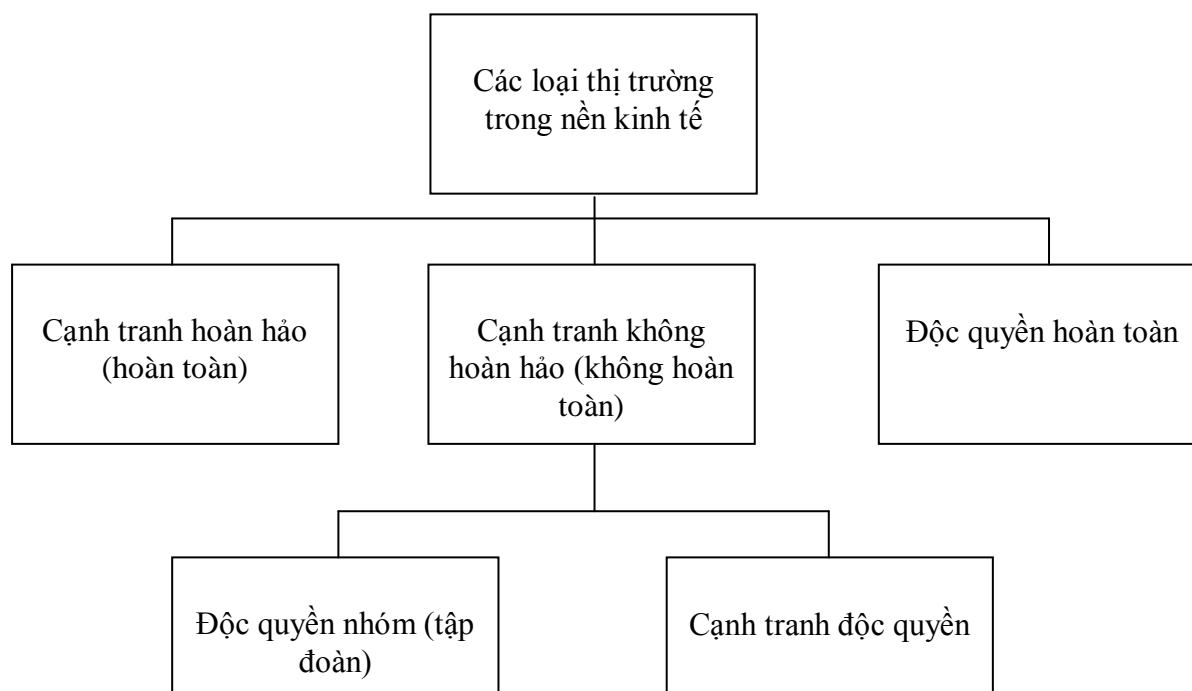 Các loại thị trường
trong nền kinh tế
Cạnh tranh hoàn hảo
(hoàn toàn)
Cạnh tranh không
hoàn hảo (không hoàn
toàn)
Độc quyền hoàn toàn
Độc quyền nhóm (tập
đoàn)
Cạnh tranh độc quyền